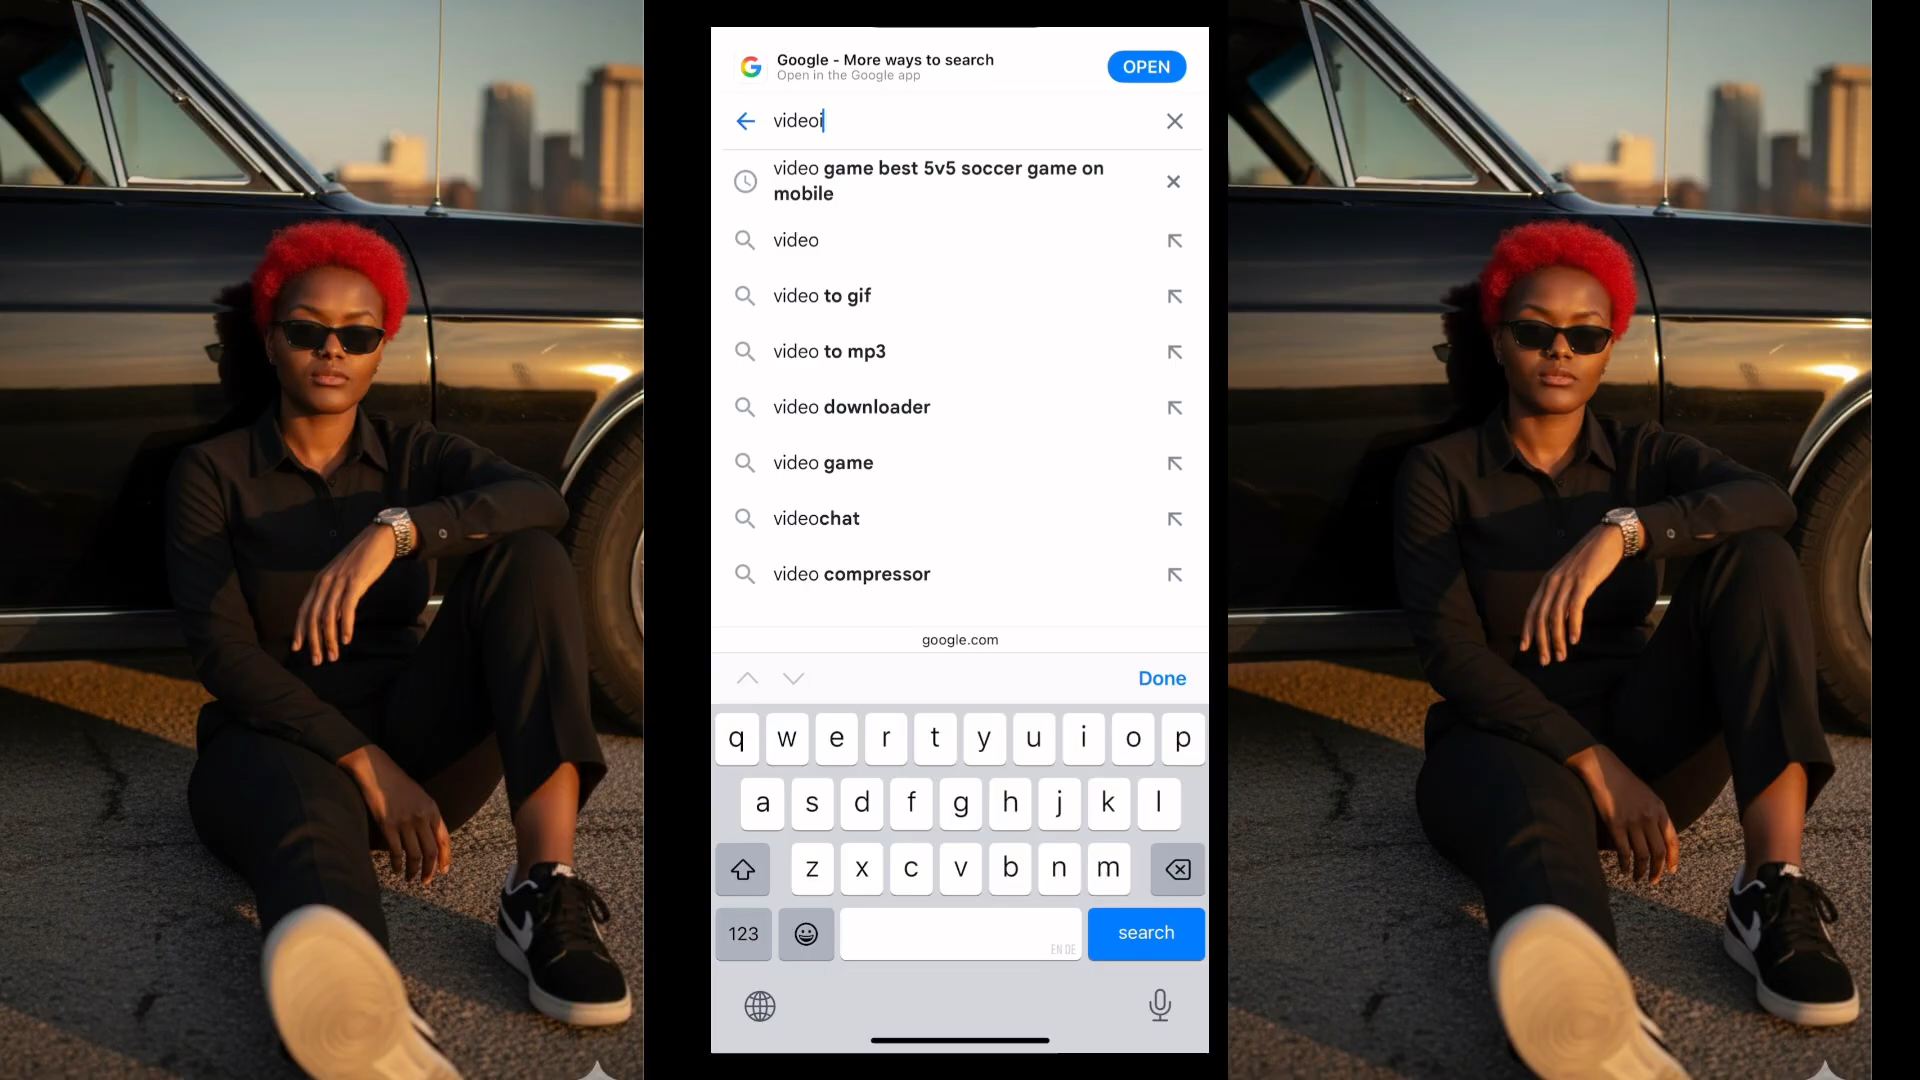 Google - More ways to search
Open in the Google app
OPEN
videoi
video game best 5v5 soccer game on
mobile
video
video to gif
video to mp3
video downloader
video game
videochat
video compressor
google.com
Done
q w e r t y u i o p
a s d f g h j k l
z x c v b n m
123
EN DE
search